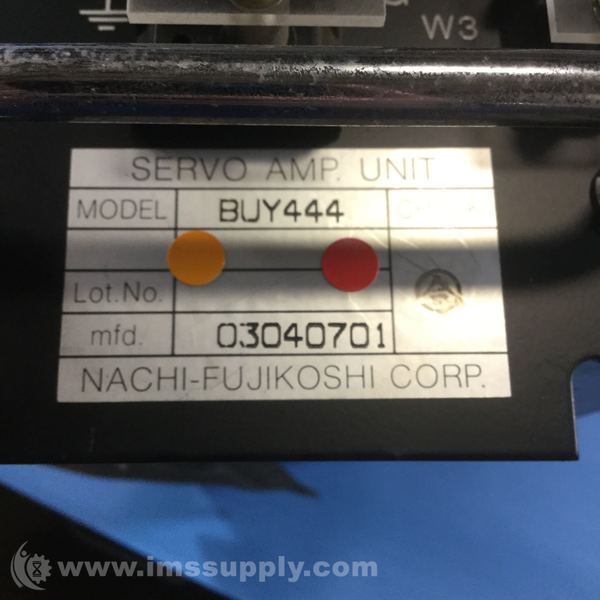 W3
SERVO AMP. UNIT
MODEL BUY444
Lot.No.
mfd. 03040701
NACHI-FUJIKOSHI CORP.
www.imssupply.com